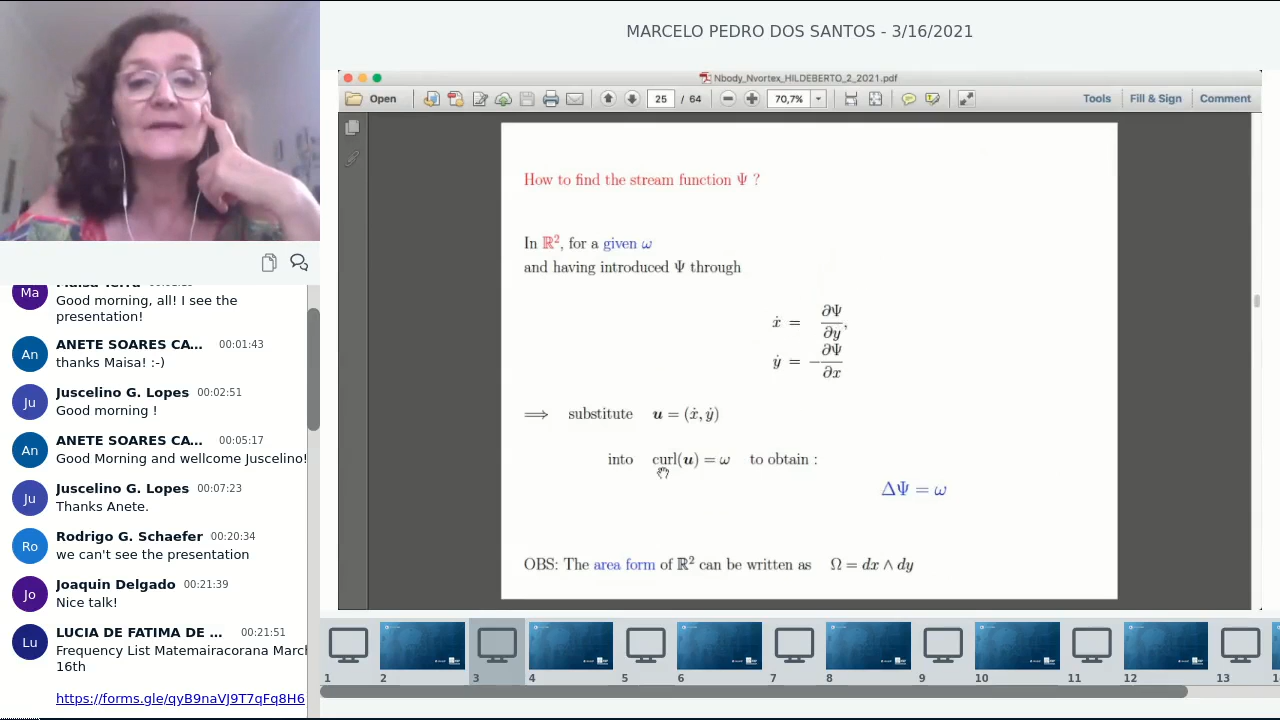 MARCELO PEDRO DOS SANTOS - 3/16/2021
Nbody_Nvortex_HILDEBERTO_2_2021.pdf
Open 25 / 64 70,7% Tools Fill & Sign Comment
How to find the stream function Ψ ?
In ℝ², for a given ω
and having introduced Ψ through
ẋ = ∂Ψ/∂y,
ẏ = −∂Ψ/∂x
⟹ substitute u = (ẋ, ẏ)
into curl(u) = ω to obtain :
ΔΨ = ω
OBS: The area form of ℝ² can be written as Ω = dx ∧ dy
Ma
Good morning, all! I see the
presentation!
An ANETE SOARES CA... 00:01:43
thanks Maisa! :-)
Ju Juscelino G. Lopes 00:02:51
Good morning !
An ANETE SOARES CA... 00:05:17
Good Morning and wellcome Juscelino!
Ju Juscelino G. Lopes 00:07:23
Thanks Anete.
Ro Rodrigo G. Schaefer 00:20:34
we can't see the presentation
Jo Joaquin Delgado 00:21:39
Nice talk!
Lu LUCIA DE FATIMA DE ... 00:21:51
Frequency List Matemairacorana March
16th
https://forms.gle/qyB9naVJ9T7qFq8H6
1 2 3 4 5 6 7 8 9 10 11 12 13